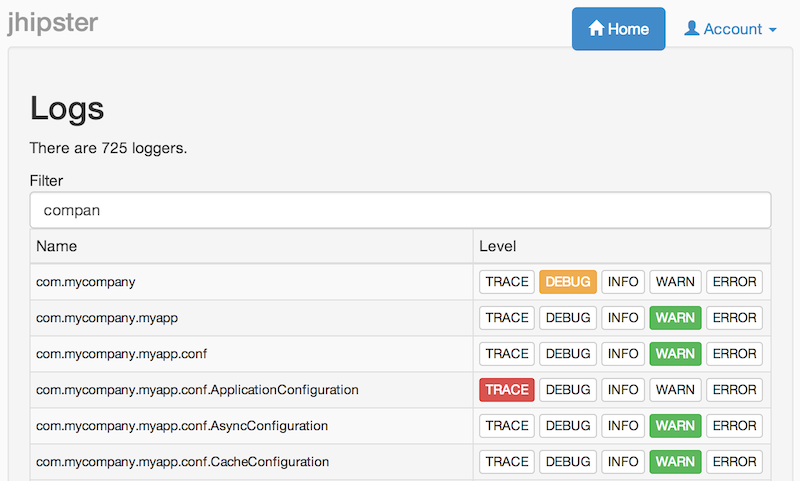 jhipster
Home Account
Logs
There are 725 loggers.
Filter
compan
Name Level
com.mycompany TRACE DEBUG INFO WARN ERROR
com.mycompany.myapp TRACE DEBUG INFO WARN ERROR
com.mycompany.myapp.conf TRACE DEBUG INFO WARN ERROR
com.mycompany.myapp.conf.ApplicationConfiguration TRACE DEBUG INFO WARN ERROR
com.mycompany.myapp.conf.AsyncConfiguration TRACE DEBUG INFO WARN ERROR
com.mycompany.myapp.conf.CacheConfiguration TRACE DEBUG INFO WARN ERROR